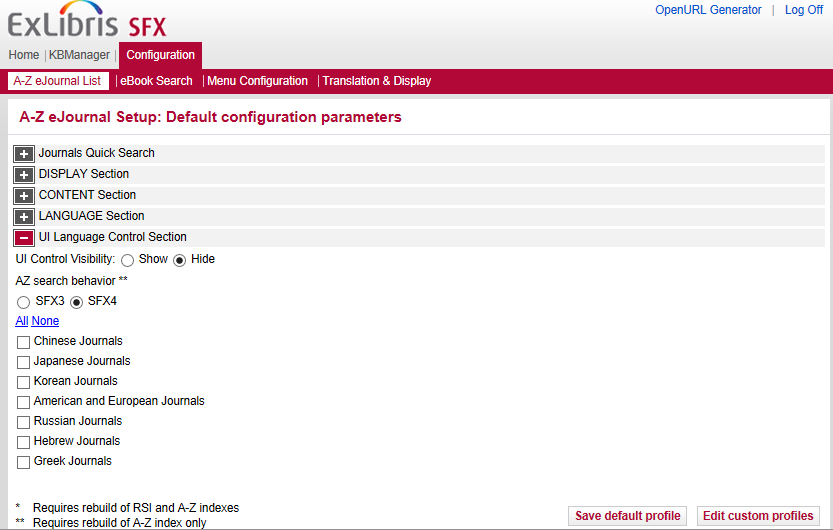 OpenURL Generator | Log Off
ExLibris SFX
Home | KBManager | Configuration
A-Z eJournal List | eBook Search | Menu Configuration | Translation & Display
A-Z eJournal Setup: Default configuration parameters
Journals Quick Search
DISPLAY Section
CONTENT Section
LANGUAGE Section
UI Language Control Section
UI Control Visibility: Show Hide
AZ search behavior **
SFX3 SFX4
All None
Chinese Journals
Japanese Journals
Korean Journals
American and European Journals
Russian Journals
Hebrew Journals
Greek Journals
* Requires rebuild of RSI and A-Z indexes
** Requires rebuild of A-Z index only
Save default profile Edit custom profiles